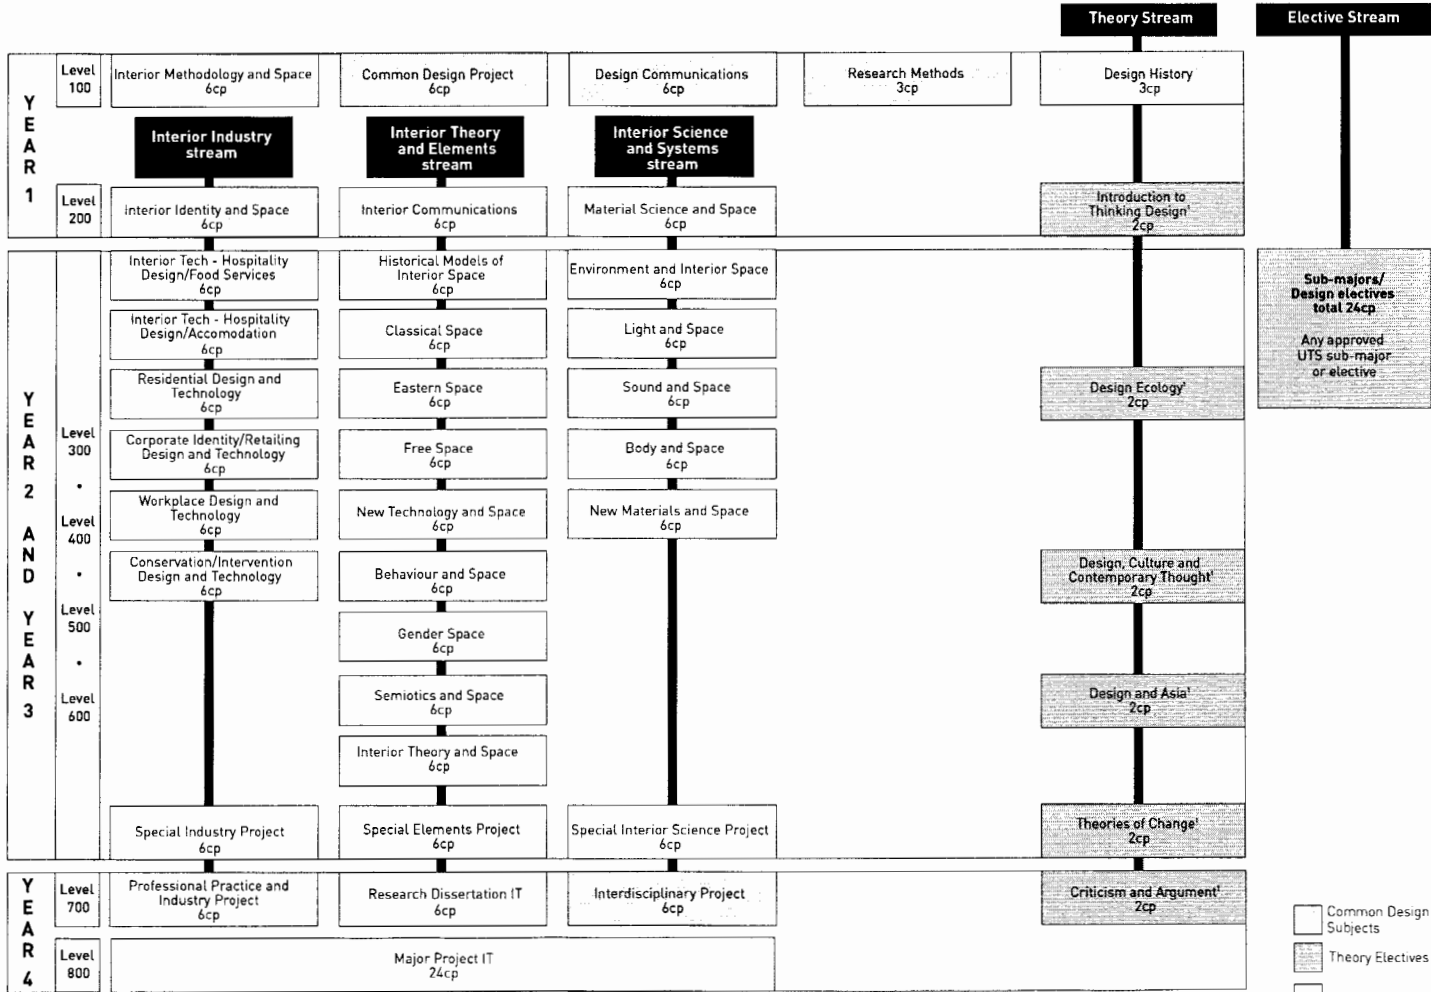 Theory Stream
Elective Stream
YEAR 1
Level
100
Interior Methodology and Space
6cp
Common Design Project
6cp
Design Communications
6cp
Research Methods
3cp
Design History
3cp
Interior Industry
stream
Interior Theory
and Elements
stream
Interior Science
and Systems
stream
Level
200
Interior Identity and Space
6cp
Interior Communications
6cp
Material Science and Space
6cp
Introduction to
Thinking Design¹
2cp
YEAR 2 AND YEAR 3
Level
300
•
Level
400
•
Level
500
•
Level
600
Interior Tech - Hospitality
Design/Food Services
6cp
Interior Tech - Hospitality
Design/Accomodation
6cp
Residential Design and
Technology
6cp
Corporate Identity/Retailing
Design and Technology
6cp
Workplace Design and
Technology
6cp
Conservation/Intervention
Design and Technology
6cp
Special Industry Project
6cp
Historical Models of
Interior Space
6cp
Classical Space
6cp
Eastern Space
6cp
Free Space
6cp
New Technology and Space
6cp
Behaviour and Space
6cp
Gender Space
6cp
Semiotics and Space
6cp
Interior Theory and Space
6cp
Special Elements Project
6cp
Environment and Interior Space
6cp
Light and Space
6cp
Sound and Space
6cp
Body and Space
6cp
New Materials and Space
6cp
Special Interior Science Project
6cp
Design Ecology¹
2cp
Design, Culture and
Contemporary Thought¹
2cp
Design and Asia¹
2cp
Theories of Change¹
2cp
Sub-majors/
Design electives
total 24cp
Any approved
UTS sub-major
or elective
YEAR 4
Level
700
Professional Practice and
Industry Project
6cp
Research Dissertation IT
6cp
Interdisciplinary Project
6cp
Criticism and Argument¹
2cp
Level
800
Major Project IT
24cp
Common Design
Subjects
Theory Electives